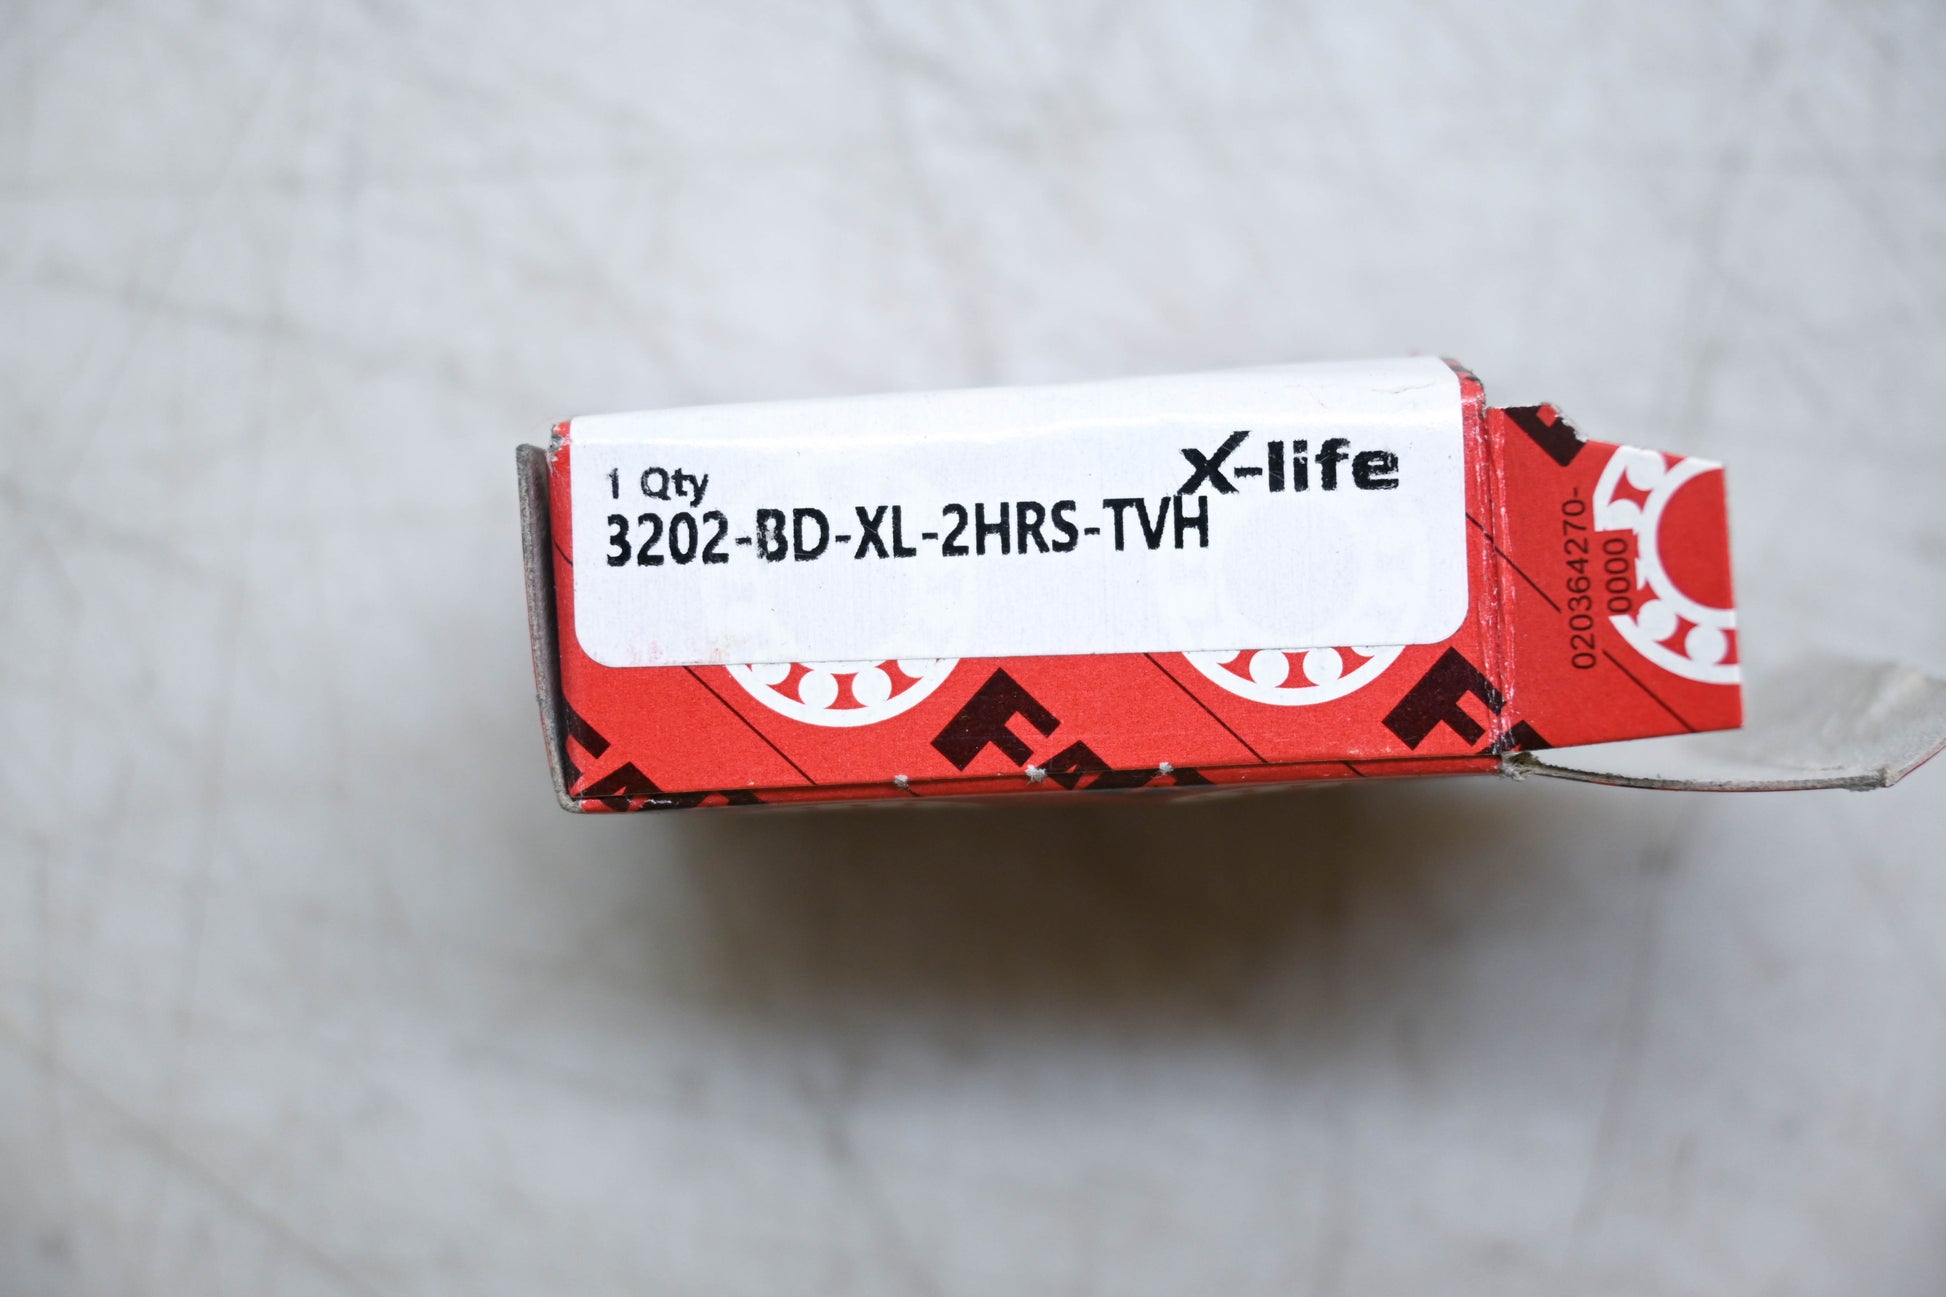 1 Qty
X-life
3202-BD-XL-2HRS-TVH
020364270-
0000